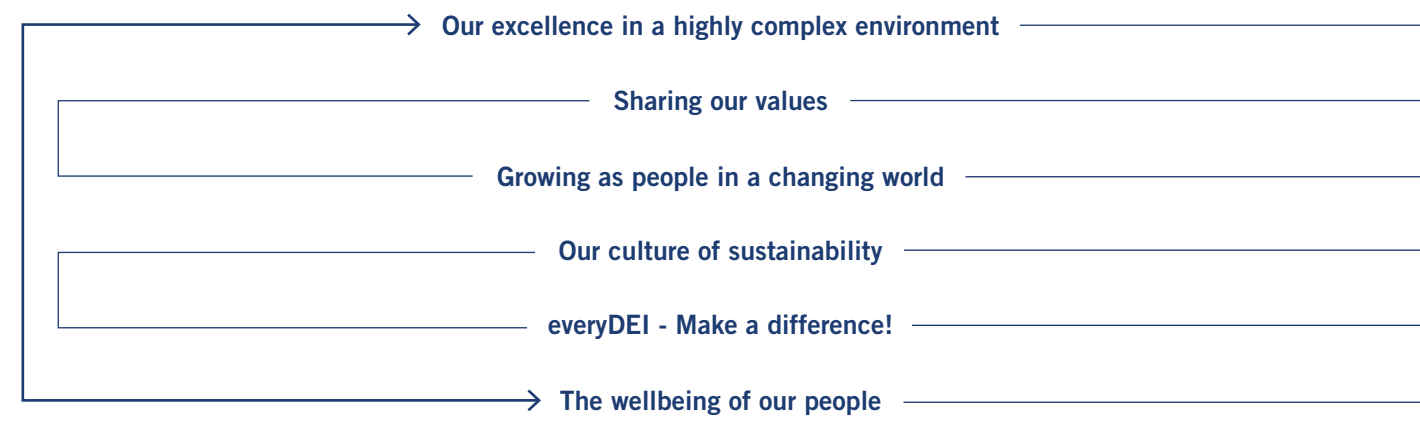 Our excellence in a highly complex environment
Sharing our values
Growing as people in a changing world
Our culture of sustainability
everyDEI - Make a difference!
The wellbeing of our people